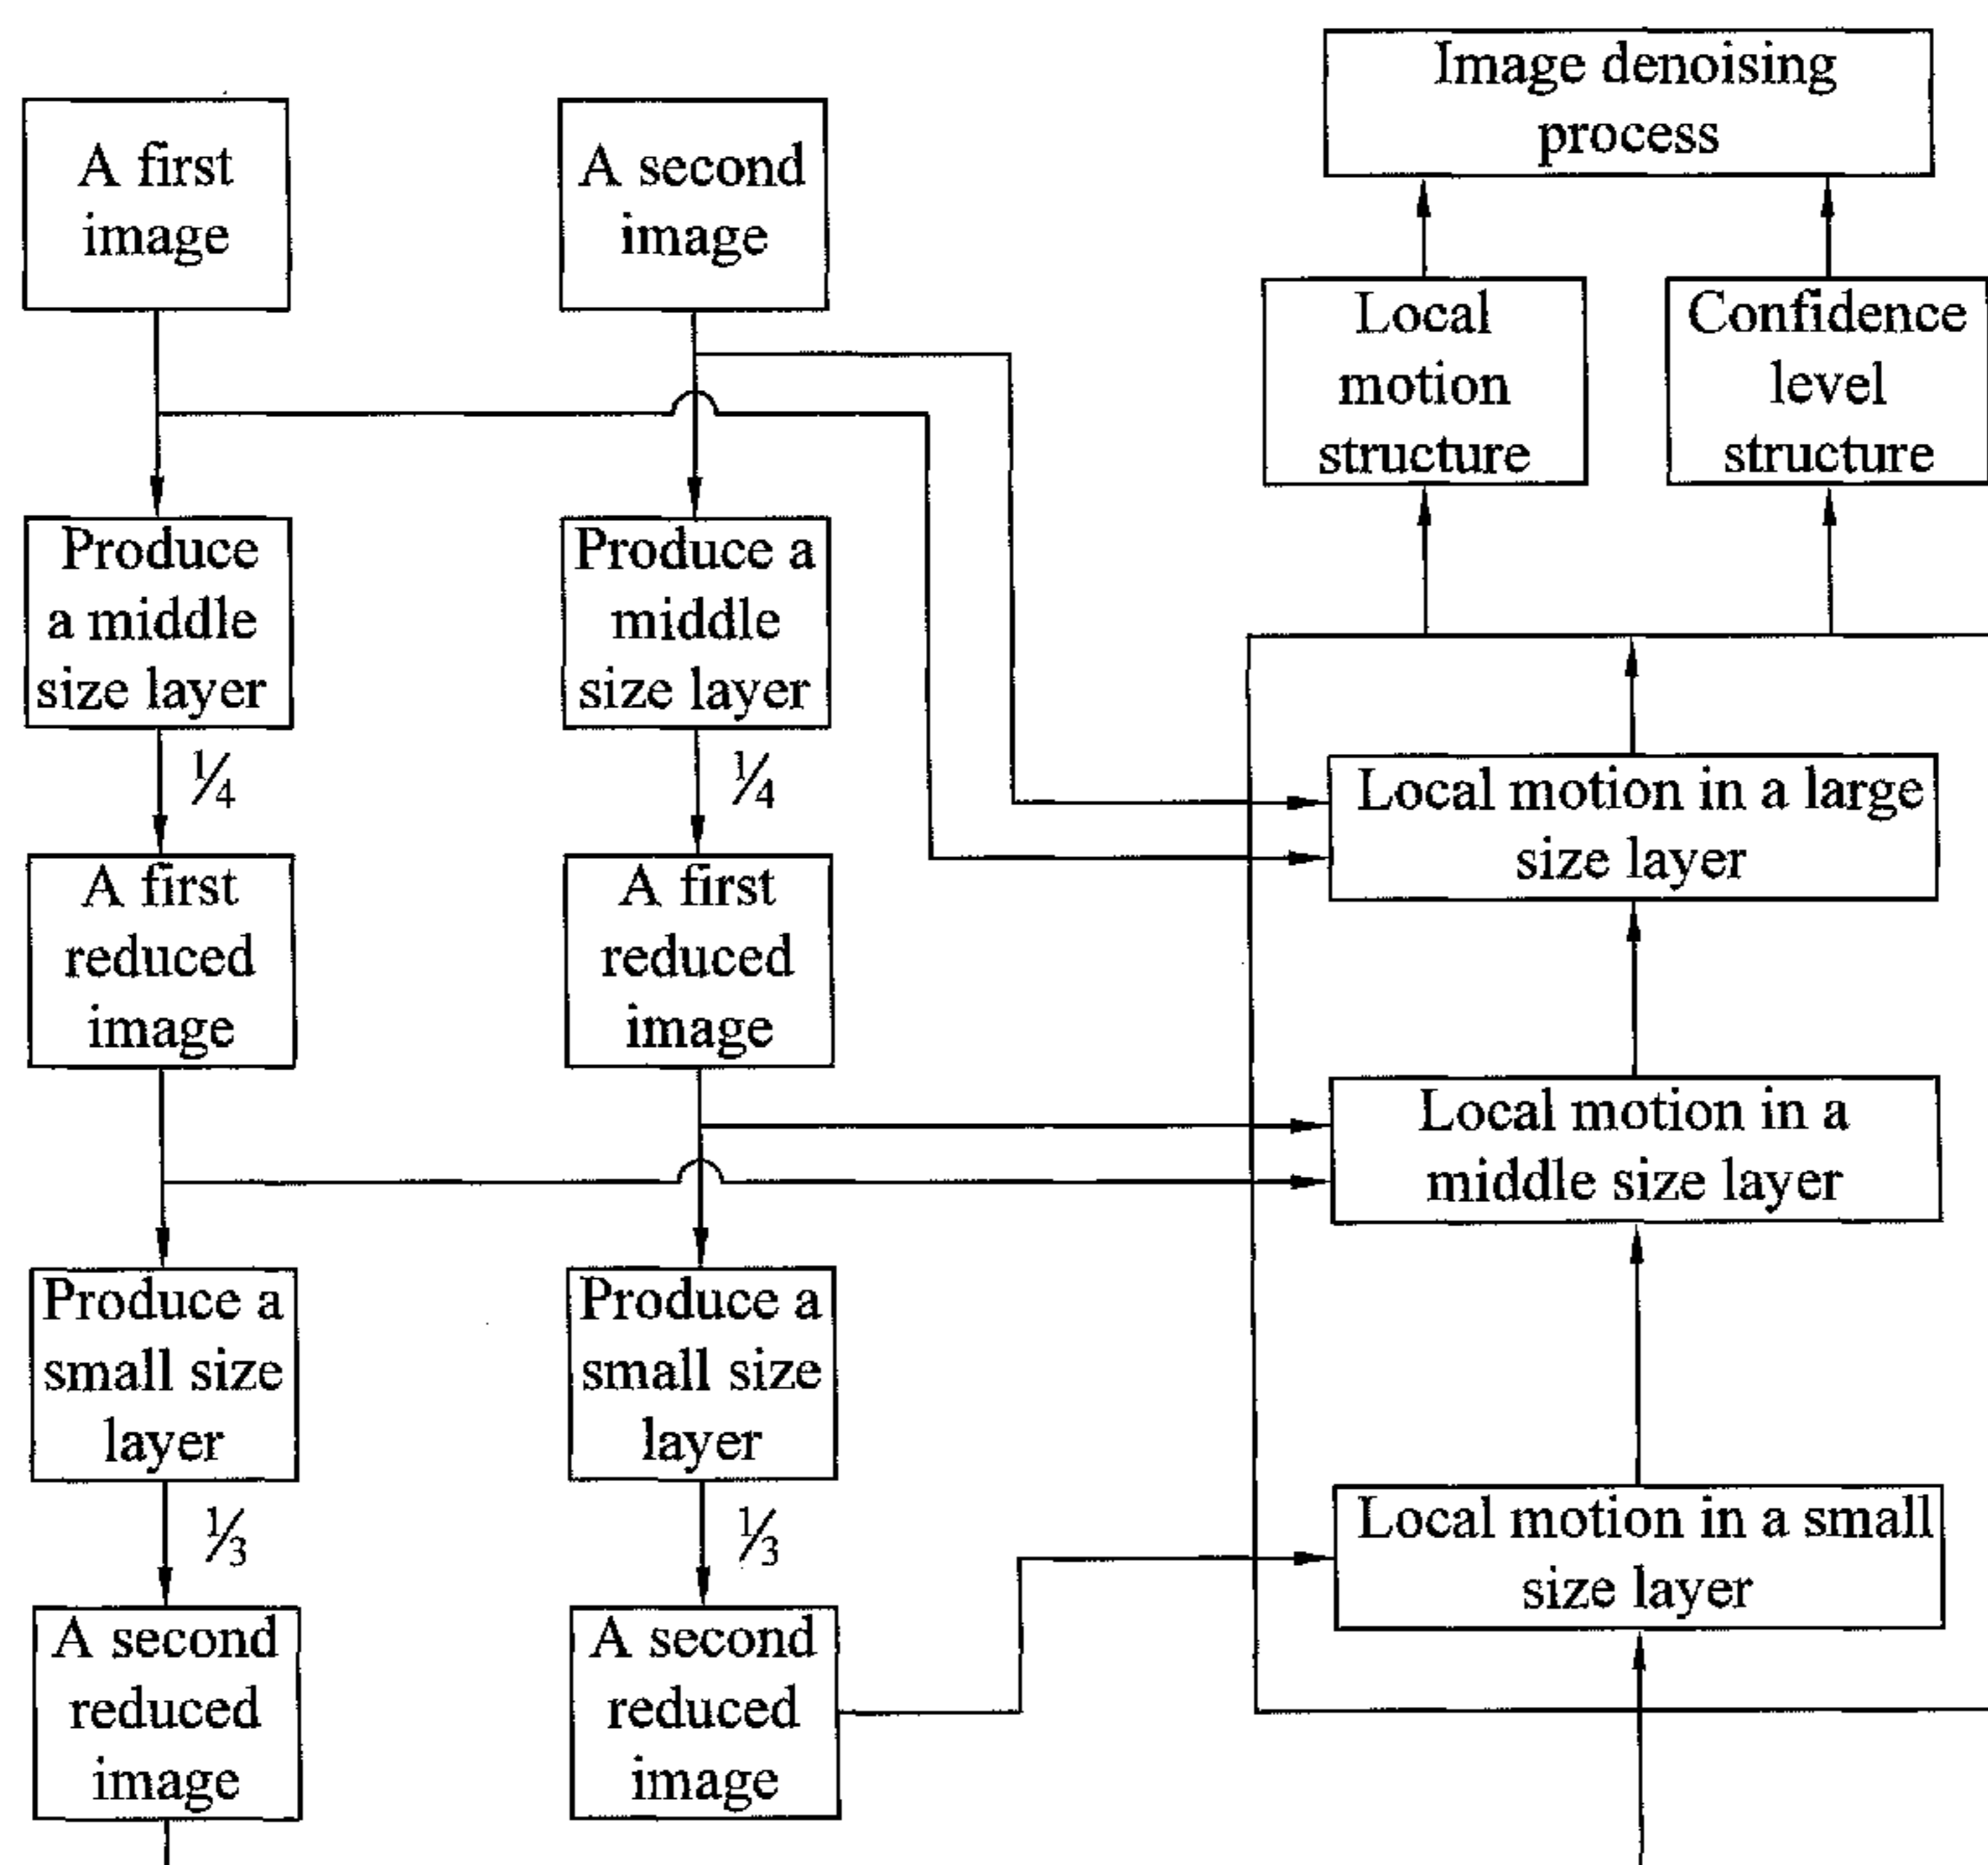 A first
image
A second
image
Image denoising
process
Local
motion
structure
Confidence
level
structure
Produce
a middle
size layer
Produce a
middle
size layer
1/4
1/4
Local motion in a large
size layer
A first
reduced
image
A first
reduced
image
Local motion in a
middle size layer
Produce a
small size
layer
Produce a
small size
layer
1/3
1/3
Local motion in a small
size layer
A second
reduced
image
A second
reduced
image